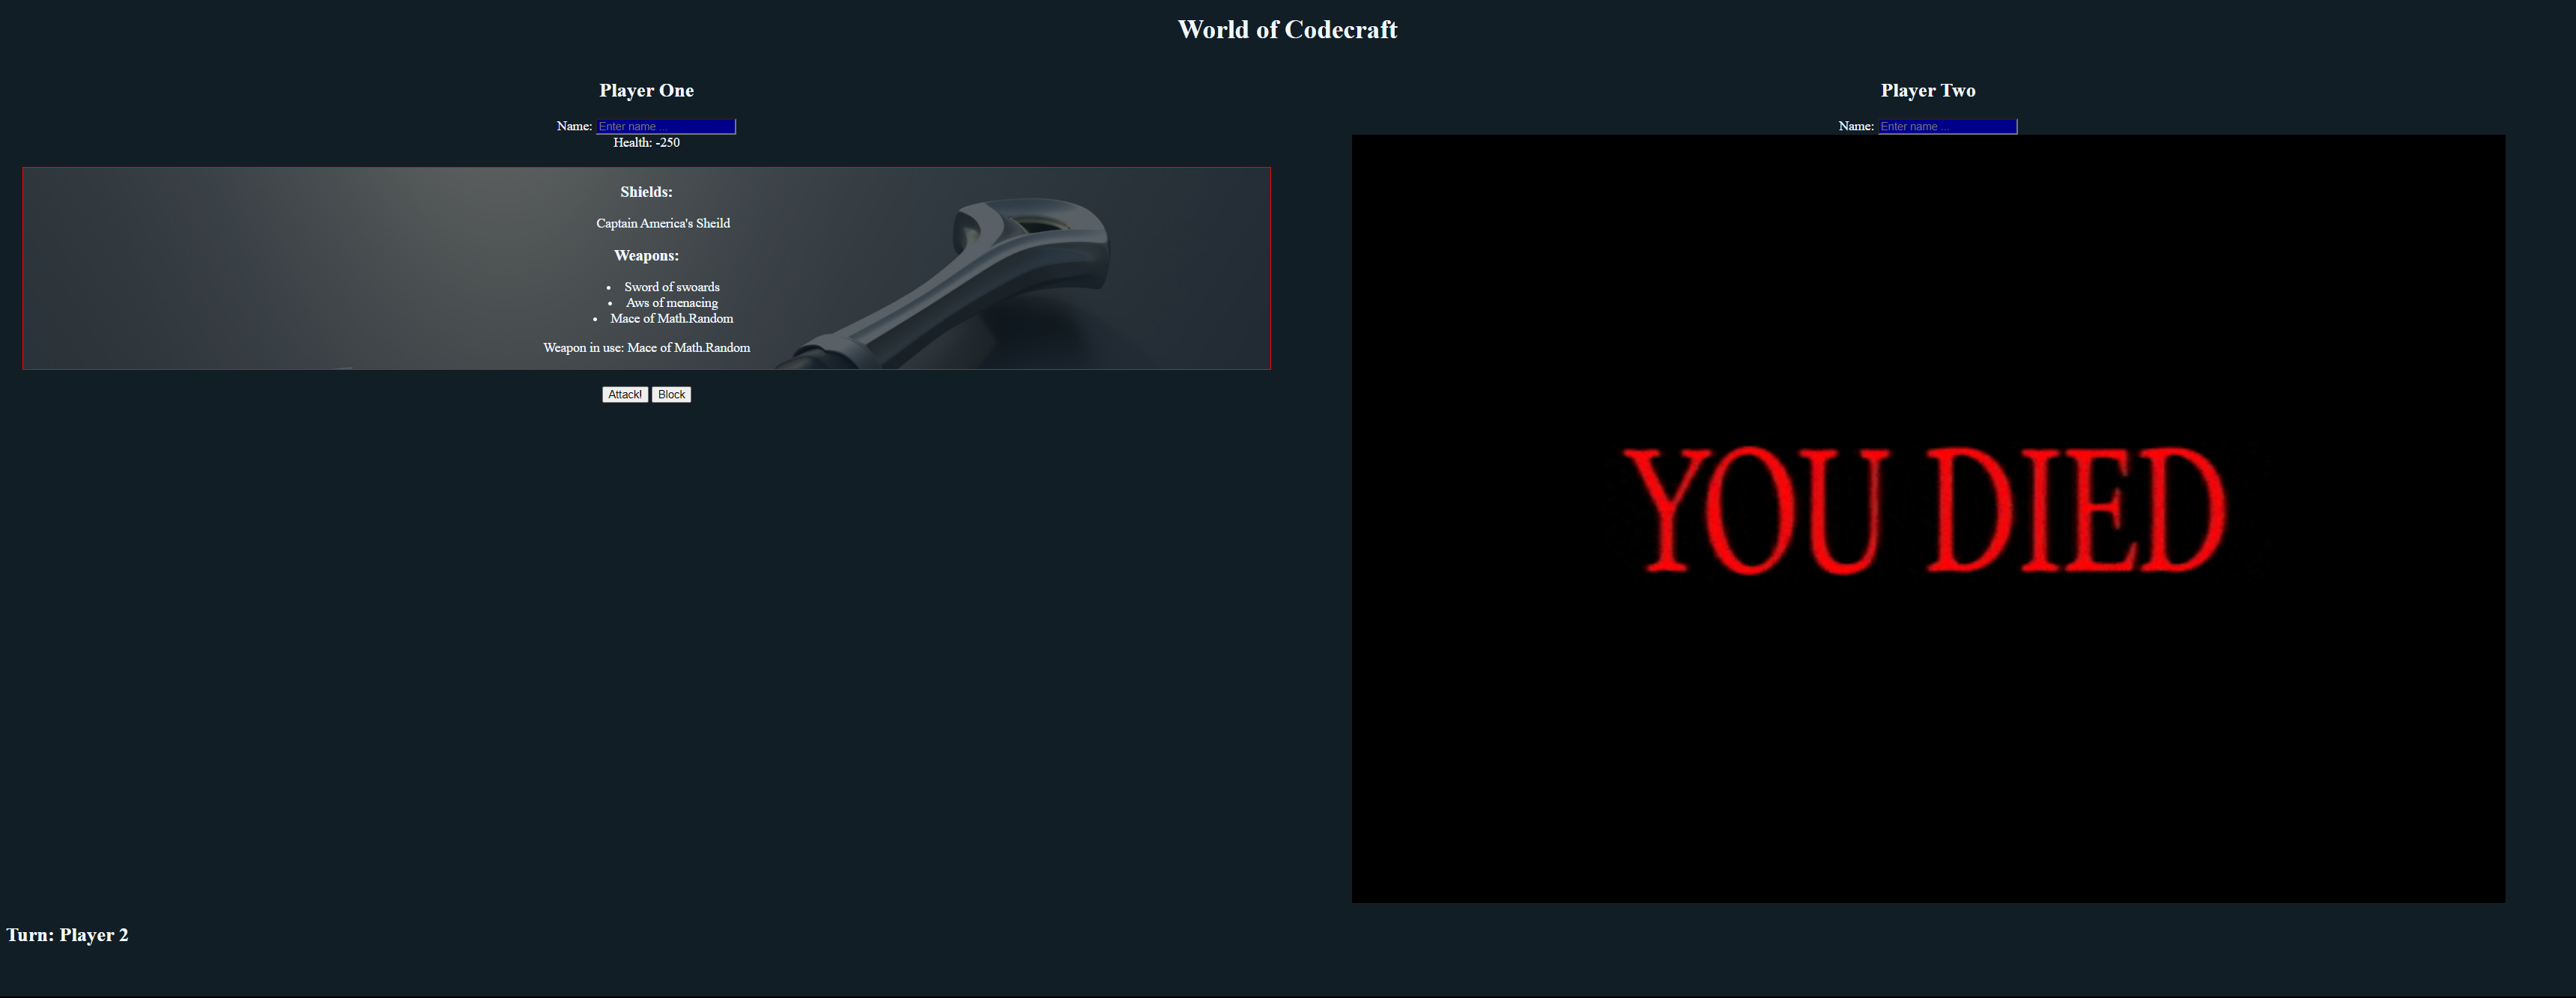 World of Codecraft
Player One
Name: Enter name ...
Health: -250
Shields:
Captain America's Sheild
Weapons:
• Sword of swoards
• Aws of menacing
• Mace of Math.Random
Weapon in use: Mace of Math.Random
Attack! Block
Player Two
Name: Enter name ...
YOU DIED
Turn: Player 2